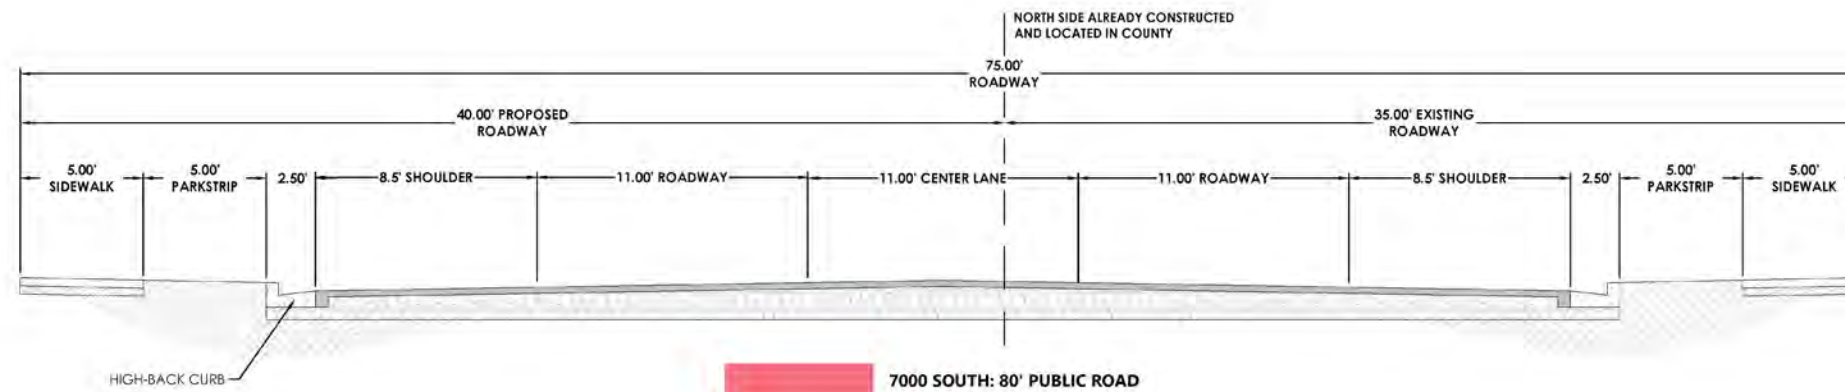 NORTH SIDE ALREADY CONSTRUCTED
AND LOCATED IN COUNTY
75.00'
ROADWAY
40.00' PROPOSED
ROADWAY
35.00' EXISTING
ROADWAY
5.00'
SIDEWALK
5.00'
PARKSTRIP
2.50'
8.5' SHOULDER
11.00' ROADWAY
11.00' CENTER LANE
11.00' ROADWAY
8.5' SHOULDER
2.50'
5.00'
PARKSTRIP
5.00'
SIDEWALK
HIGH-BACK CURB
7000 SOUTH: 80' PUBLIC ROAD